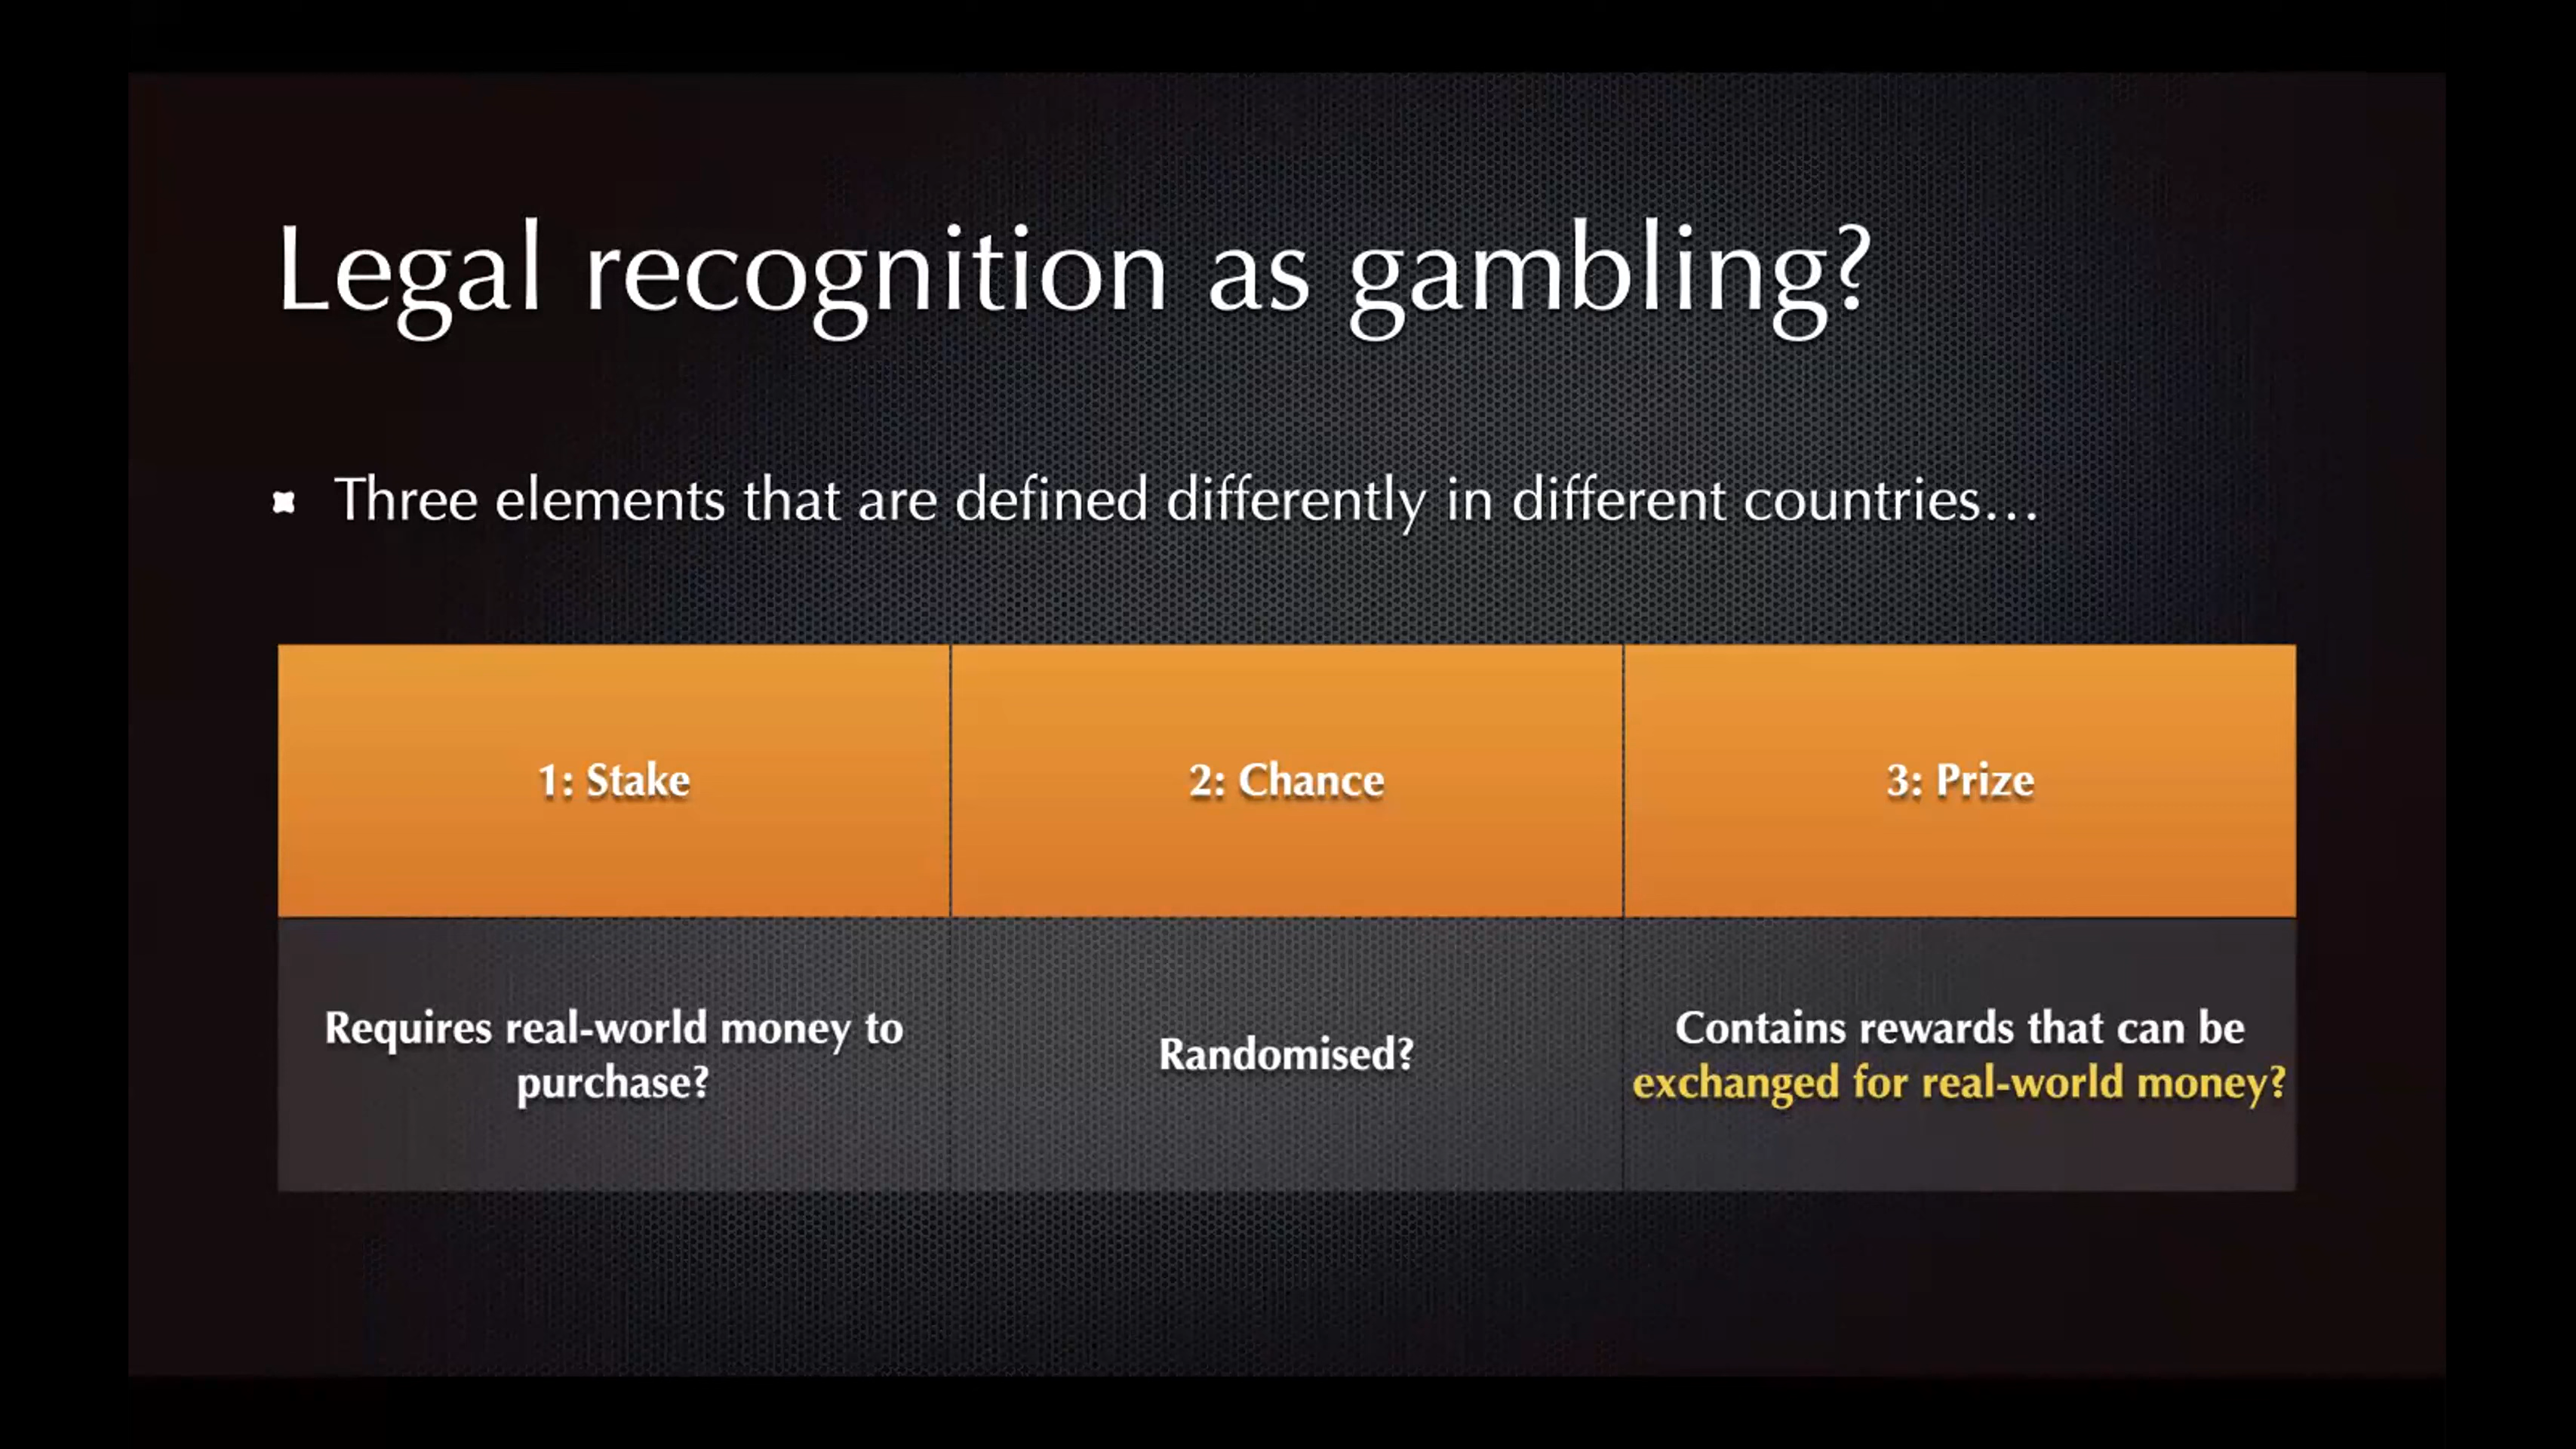 Legal recognition as gambling?
Three elements that are defined differently in different countries…
1: Stake
2: Chance
3: Prize
Requires real-world money to
purchase?
Randomised?
Contains rewards that can be
exchanged for real-world money?